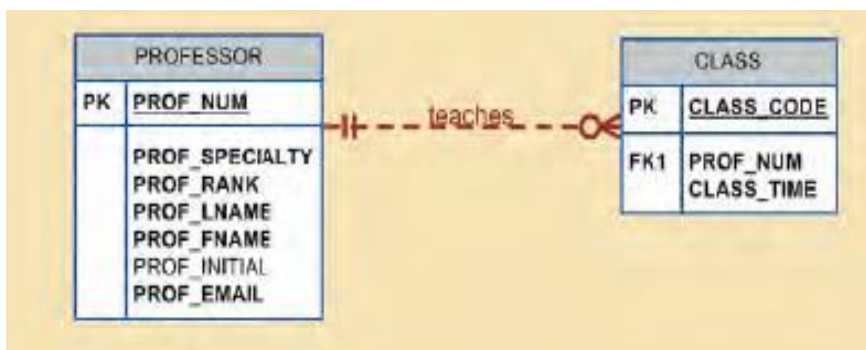 PROFESSOR
PK PROF_NUM
PROF_SPECIALTY
PROF_RANK
PROF_LNAME
PROF_FNAME
PROF_INITIAL
PROF_EMAIL
teaches
CLASS
PK CLASS_CODE
FK1 PROF_NUM
CLASS_TIME